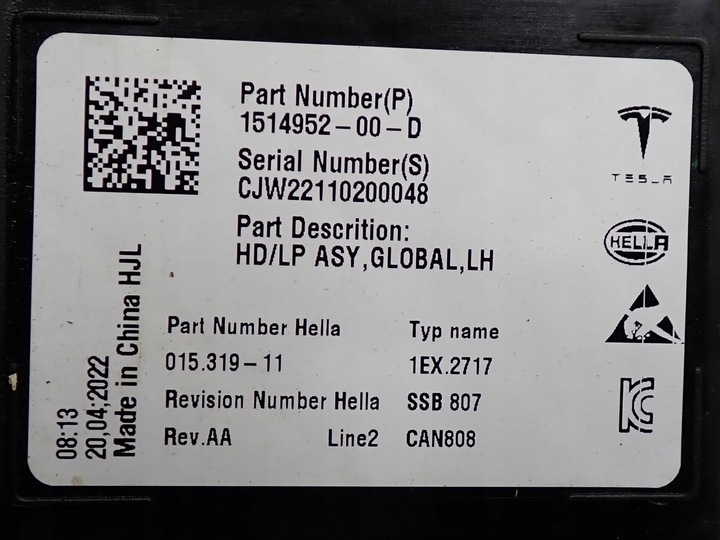 Part Number(P)
1514952-00-D
Serial Number(S)
CJW22110200048
Part Descrition:
HD/LP ASY,GLOBAL,LH
Part Number Hella
Typ name
015.319-11
1EX.2717
Revision Number Hella
SSB 807
Rev.AA
Line2
CAN808
08:13
20,04;2022
Made in China HJL
TESLA
HELLA
KC